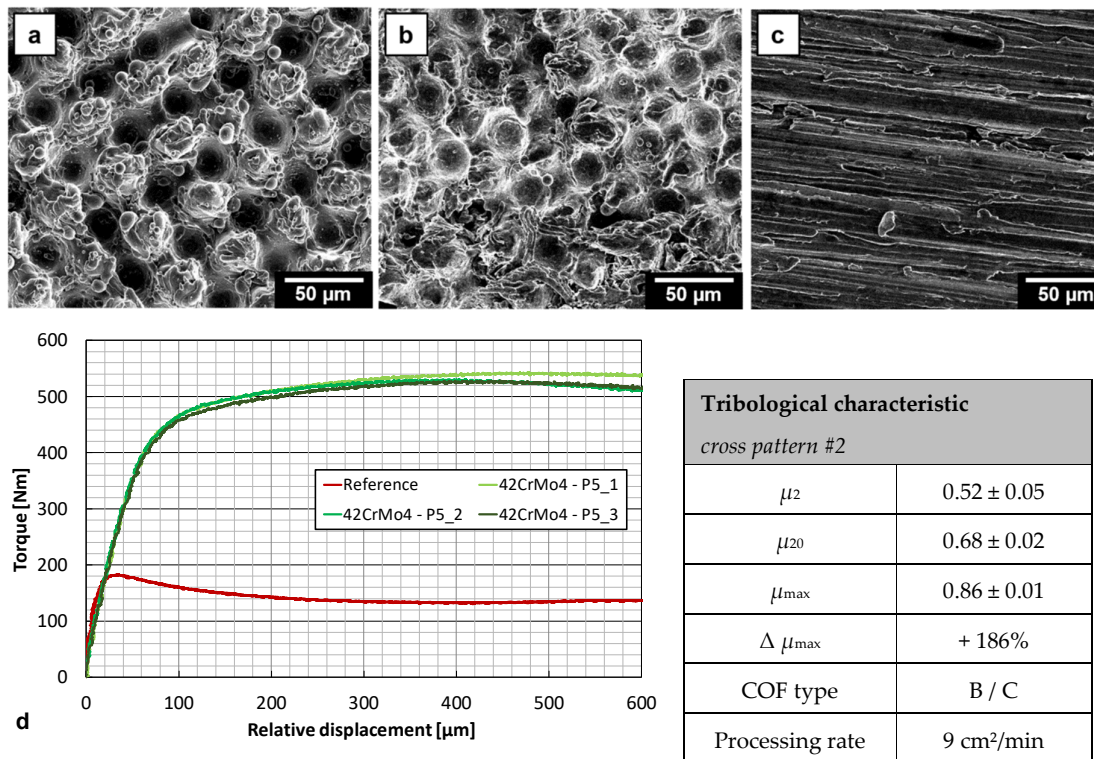 a
b
c
50 µm
50 µm
50 µm
600
500
400
300
200
100
0
Torque [Nm]
Reference
42CrMo4 - P5_1
42CrMo4 - P5_2
42CrMo4 - P5_3
0
100
200
300
400
500
600
Relative displacement [µm]
d
Tribological characteristic
cross pattern #2
µ2 0.52 ± 0.05
µ20 0.68 ± 0.02
µmax 0.86 ± 0.01
Δ µmax + 186%
COF type B / C
Processing rate 9 cm²/min